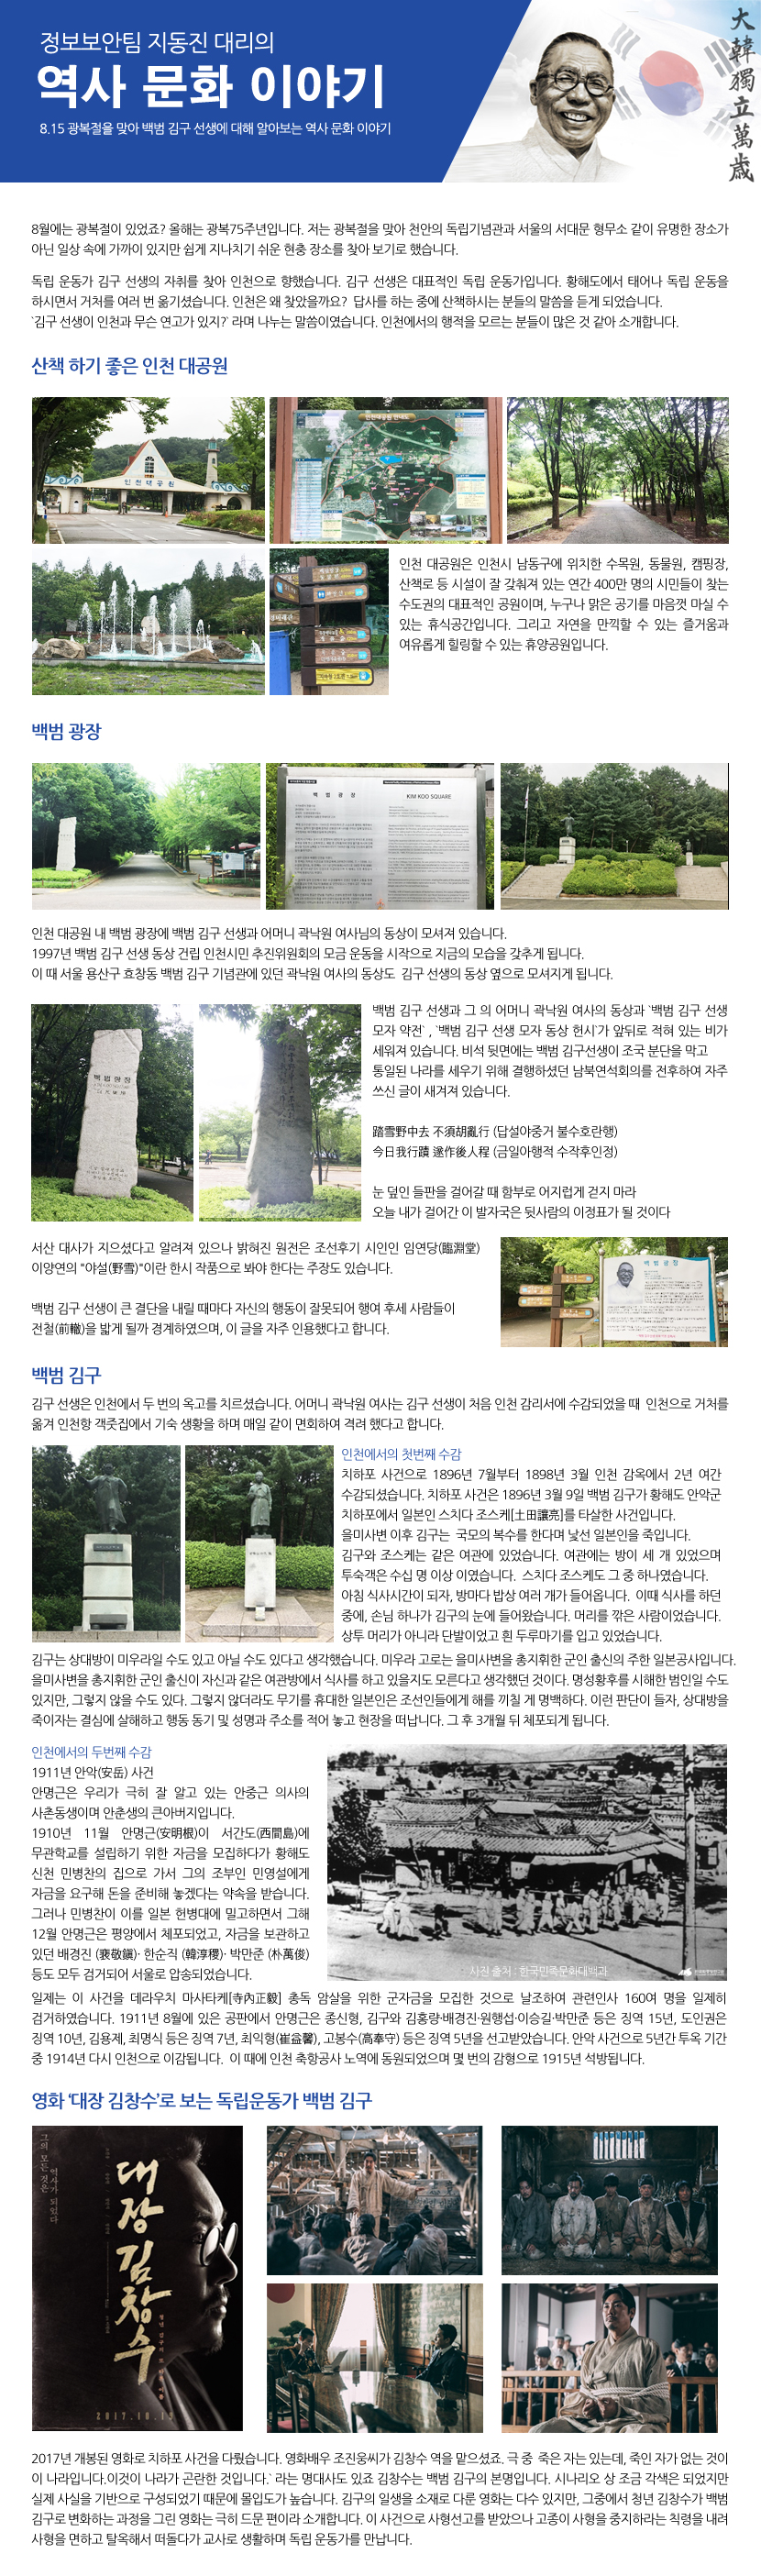 정보보안팀 지동진 대리의
역사 문화 이야기
8.15 광복절을 맞아 백범 김구 선생에 대해 알아보는 역사 문화 이야기
大韓獨立萬歲
8월에는 광복절이 있었죠? 올해는 광복75주년입니다. 저는 광복절을 맞아 천안의 독립기념관과 서울의 서대문 형무소 같이 유명한 장소가
아닌 일상 속에 가까이 있지만 쉽게 지나치기 쉬운 현충 장소를 찾아 보기로 했습니다.
독립 운동가 김구 선생의 자취를 찾아 인천으로 향했습니다. 김구 선생은 대표적인 독립 운동가입니다. 황해도에서 태어나 독립 운동을
하시면서 거처를 여러 번 옮기셨습니다. 인천은 왜 찾았을까요? 답사를 하는 중에 산책하시는 분들의 말씀을 듣게 되었습니다.
`김구 선생이 인천과 무슨 연고가 있지?` 라며 나누는 말씀이였습니다. 인천에서의 행적을 모르는 분들이 많은 것 같아 소개합니다.
산책 하기 좋은 인천 대공원
인천대공원
인천대공원 안내도
인천 대공원은 인천시 남동구에 위치한 수목원, 동물원, 캠핑장,
산책로 등 시설이 잘 갖춰져 있는 연간 400만 명의 시민들이 찾는
수도권의 대표적인 공원이며, 누구나 맑은 공기를 마음껏 마실 수
있는 휴식공간입니다. 그리고 자연을 만끽할 수 있는 즐거움과
여유롭게 힐링할 수 있는 휴양공원입니다.
백범 광장
백 범 광 장
KIM KOO SQUARE
인천 대공원 내 백범 광장에 백범 김구 선생과 어머니 곽낙원 여사님의 동상이 모셔져 있습니다.
1997년 백범 김구 선생 동상 건립 인천시민 추진위원회의 모금 운동을 시작으로 지금의 모습을 갖추게 됩니다.
이 때 서울 용산구 효창동 백범 김구 기념관에 있던 곽낙원 여사의 동상도 김구 선생의 동상 옆으로 모셔지게 됩니다.
백범광장
백범 김구 선생과 그 의 어머니 곽낙원 여사의 동상과 `백범 김구 선생
모자 약전` , `백범 김구 선생 모자 동상 헌시`가 앞뒤로 적혀 있는 비가
세워져 있습니다. 비석 뒷면에는 백범 김구선생이 조국 분단을 막고
통일된 나라를 세우기 위해 결행하셨던 남북연석회의를 전후하여 자주
쓰신 글이 새겨져 있습니다.
踏雪野中去 不須胡亂行 (답설야중거 불수호란행)
今日我行蹟 遂作後人程 (금일아행적 수작후인정)
눈 덮인 들판을 걸어갈 때 함부로 어지럽게 걷지 마라
오늘 내가 걸어간 이 발자국은 뒷사람의 이정표가 될 것이다
서산 대사가 지으셨다고 알려져 있으나 밝혀진 원전은 조선후기 시인인 임연당(臨淵堂)
이양연의 "야설(野雪)"이란 한시 작품으로 봐야 한다는 주장도 있습니다.
백범 김구 선생이 큰 결단을 내릴 때마다 자신의 행동이 잘못되어 행여 후세 사람들이
전철(前轍)을 밟게 될까 경계하였으며, 이 글을 자주 인용했다고 합니다.
백범광장
백범 김구
김구 선생은 인천에서 두 번의 옥고를 치르셨습니다. 어머니 곽낙원 여사는 김구 선생이 처음 인천 감리서에 수감되었을 때 인천으로 거처를
옮겨 인천항 객줏집에서 기숙 생활을 하며 매일 같이 면회하여 격려 했다고 합니다.
인천에서의 첫번째 수감
치하포 사건으로 1896년 7월부터 1898년 3월 인천 감옥에서 2년 여간
수감되셨습니다. 치하포 사건은 1896년 3월 9일 백범 김구가 황해도 안악군
치하포에서 일본인 스치다 조스케[土田讓亮]를 타살한 사건입니다.
을미사변 이후 김구는 국모의 복수를 한다며 낯선 일본인을 죽입니다.
김구와 조스케는 같은 여관에 있었습니다. 여관에는 방이 세 개 있었으며
투숙객은 수십 명 이상 이였습니다. 스치다 조스케도 그 중 하나였습니다.
아침 식사시간이 되자, 방마다 밥상 여러 개가 들어옵니다. 이때 식사를 하던
중에, 손님 하나가 김구의 눈에 들어왔습니다. 머리를 깎은 사람이었습니다.
상투 머리가 아니라 단발이었고 흰 두루마기를 입고 있었습니다.
김구는 상대방이 미우라일 수도 있고 아닐 수도 있다고 생각했습니다. 미우라 고로는 을미사변을 총지휘한 군인 출신의 주한 일본공사입니다.
을미사변을 총지휘한 군인 출신이 자신과 같은 여관방에서 식사를 하고 있을지도 모른다고 생각했던 것이다. 명성황후를 시해한 범인일 수도
있지만, 그렇지 않을 수도 있다. 그렇지 않더라도 무기를 휴대한 일본인은 조선인들에게 해를 끼칠 게 명백하다. 이런 판단이 들자, 상대방을
죽이자는 결심에 살해하고 행동 동기 및 성명과 주소를 적어 놓고 현장을 떠납니다. 그 후 3개월 뒤 체포되게 됩니다.
인천에서의 두번째 수감
1911년 안악(安岳) 사건
안명근은 우리가 극히 잘 알고 있는 안중근 의사의
사촌동생이며 안춘생의 큰아버지입니다.
1910년 11월 안명근(安明根)이 서간도(西間島)에
무관학교를 설립하기 위한 자금을 모집하다가 황해도
신천 민병찬의 집으로 가서 그의 조부인 민영설에게
자금을 요구해 돈을 준비해 놓겠다는 약속을 받습니다.
그러나 민병찬이 이를 일본 헌병대에 밀고하면서 그해
12월 안명근은 평양에서 체포되었고, 자금을 보관하고
있던 배경진 (裵敬鎭)· 한순직 (韓淳稷)· 박만준 (朴萬俊)
등도 모두 검거되어 서울로 압송되었습니다.
사진 출처 : 한국민족문화대백과
일제는 이 사건을 데라우치 마사타케[寺內正毅] 총독 암살을 위한 군자금을 모집한 것으로 날조하여 관련인사 160여 명을 일제히
검거하였습니다. 1911년 8월에 있은 공판에서 안명근은 종신형, 김구와 김홍량·배경진·원행섭·이승길·박만준 등은 징역 15년, 도인권은
징역 10년, 김용제, 최명식 등은 징역 7년, 최익형(崔益馨), 고봉수(高奉守) 등은 징역 5년을 선고받았습니다. 안악 사건으로 5년간 투옥 기간
중 1914년 다시 인천으로 이감됩니다. 이 때에 인천 축항공사 노역에 동원되었으며 몇 번의 감형으로 1915년 석방됩니다.
영화 ‘대장 김창수’로 보는 독립운동가 백범 김구
그의 모든 것은
역사가 되었다
대장 김창수
2017.10.19
2017년 개봉된 영화로 치하포 사건을 다뤘습니다. 영화배우 조진웅씨가 김창수 역을 맡으셨죠. 극 중 죽은 자는 있는데, 죽인 자가 없는 것이
이 나라입니다.이것이 나라가 곤란한 것입니다.` 라는 명대사도 있죠 김창수는 백범 김구의 본명입니다. 시나리오 상 조금 각색은 되었지만
실제 사실을 기반으로 구성되었기 때문에 몰입도가 높습니다. 김구의 일생을 소재로 다룬 영화는 다수 있지만, 그중에서 청년 김창수가 백범
김구로 변화하는 과정을 그린 영화는 극히 드문 편이라 소개합니다. 이 사건으로 사형선고를 받았으나 고종이 사형을 중지하라는 칙령을 내려
사형을 면하고 탈옥해서 떠돌다가 교사로 생활하며 독립 운동가를 만납니다.